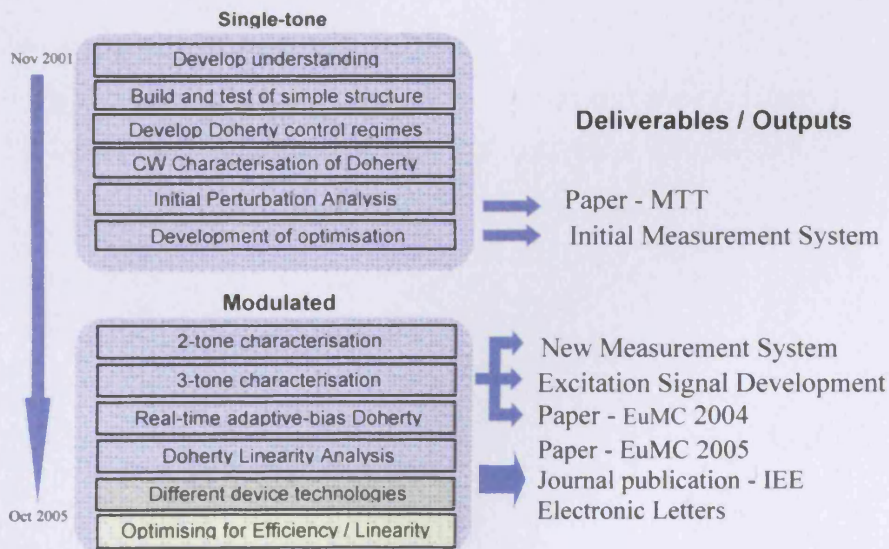 Single-tone
Nov 2001
Develop understanding
Build and test of simple structure
Develop Doherty control regimes
CW Characterisation of Doherty
Initial Perturbation Analysis
Development of optimisation
Deliverables / Outputs
Paper - MTT
Initial Measurement System
Modulated
2-tone characterisation
3-tone characterisation
Real-time adaptive-bias Doherty
Doherty Linearity Analysis
Different device technologies
Optimising for Efficiency / Linearity
New Measurement System
Excitation Signal Development
Paper - EuMC 2004
Paper - EuMC 2005
Journal publication - IEE
Electronic Letters
Oct 2005